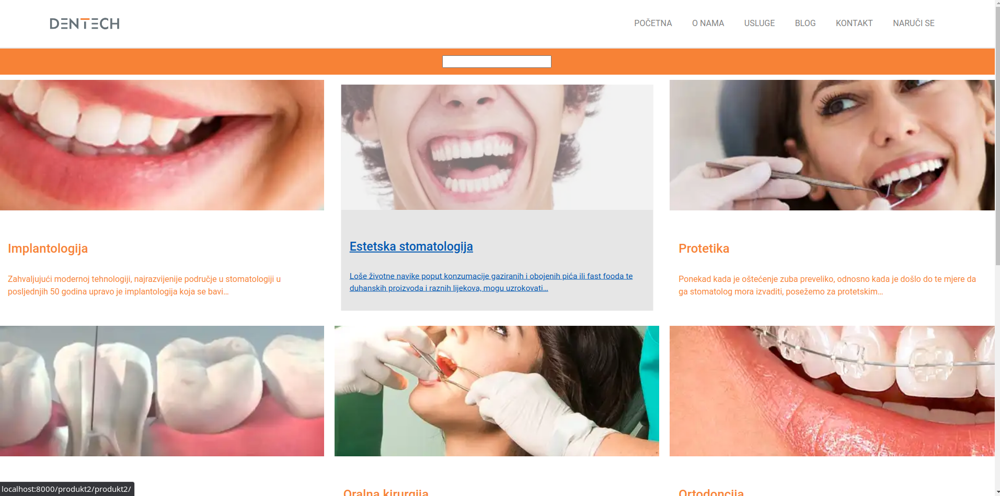 DENTECH
POČETNA O NAMA USLUGE BLOG KONTAKT NARUČI SE
Implantologija
Zahvaljujući modernoj tehnologiji, najrazvijenije područje u stomatologiji u
posljednjih 50 godina upravo je implantologija koja se bavi...
Estetska stomatologija
Loše životne navike poput konzumacije gaziranih i obojenih pića ili fast fooda te
duhanskih proizvoda i raznih lijekova, mogu uzrokovati...
Protetika
Ponekad kada je oštećenje zuba preveliko, odnosno kada je došlo do te mjere da
ga stomatolog mora izvaditi, posežemo za protetskim...
Oralna kirurgija
Ortodoncija
localhost:8000/produkt2/produkt2/